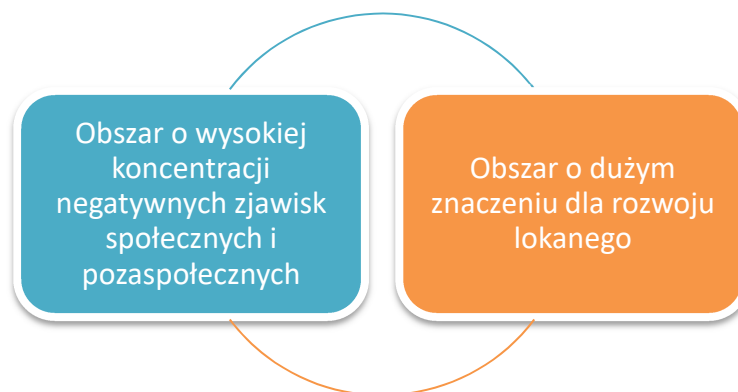 Obszar o wysokiej
koncentracji
negatywnych zjawisk
społecznych i
pozaspołecznych
Obszar o dużym
znaczeniu dla rozwoju
lokanego